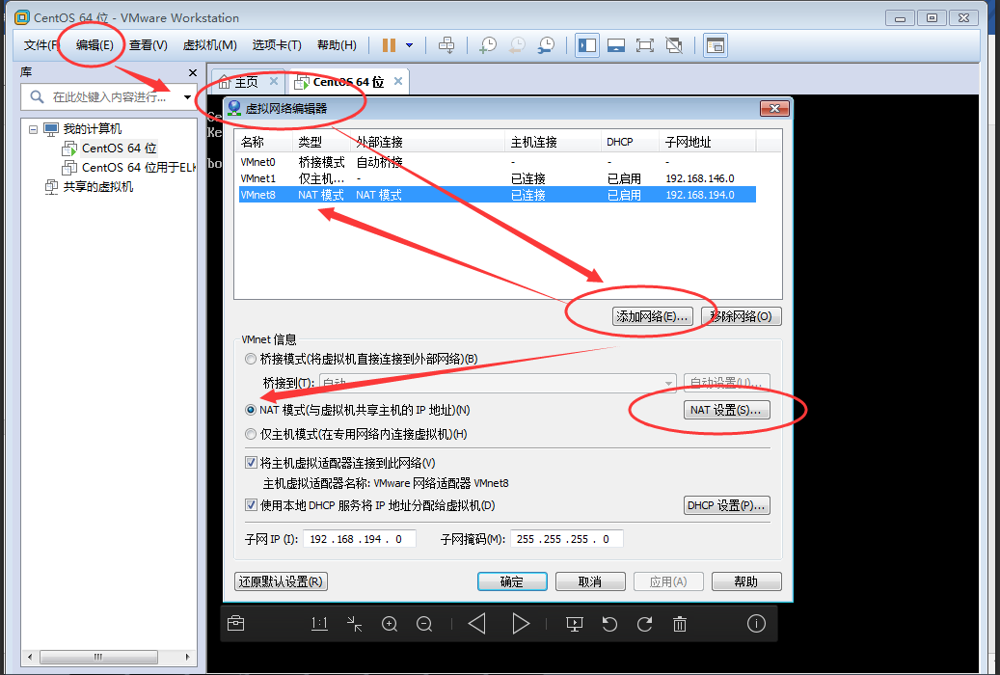 CentOS 64 位 - VMware Workstation
文件(F 编辑(E) 查看(V) 虚拟机(M) 选项卡(T) 帮助(H)
库
主页 CentOS 64 位
在此处键入内容进行...
虚拟网络编辑器
我的计算机
CentOS 64 位
CentOS 64 位用于ELK
共享的虚拟机
Ce
Ke
bo
名称 类型 外部连接 主机连接 DHCP 子网地址
VMnet0 桥接模式 自动桥接 - - -
VMnet1 仅主机... - 已连接 已启用 192.168.146.0
VMnet8 NAT 模式 NAT 模式 已连接 已启用 192.168.194.0
添加网络(E)... 移除网络(O)
VMnet 信息
桥接模式(将虚拟机直接连接到外部网络)(B)
桥接到(T): 自动 自动设置(U)...
NAT 模式(与虚拟机共享主机的 IP 地址)(N) NAT 设置(S)...
仅主机模式(在专用网络内连接虚拟机)(H)
将主机虚拟适配器连接到此网络(V)
主机虚拟适配器名称: VMware 网络适配器 VMnet8
使用本地 DHCP 服务将 IP 地址分配给虚拟机(D) DHCP 设置(P)...
子网 IP (I): 192 .168 .194 . 0 子网掩码(M): 255 .255 .255 . 0
还原默认设置(R) 确定 取消 应用(A) 帮助
1:1